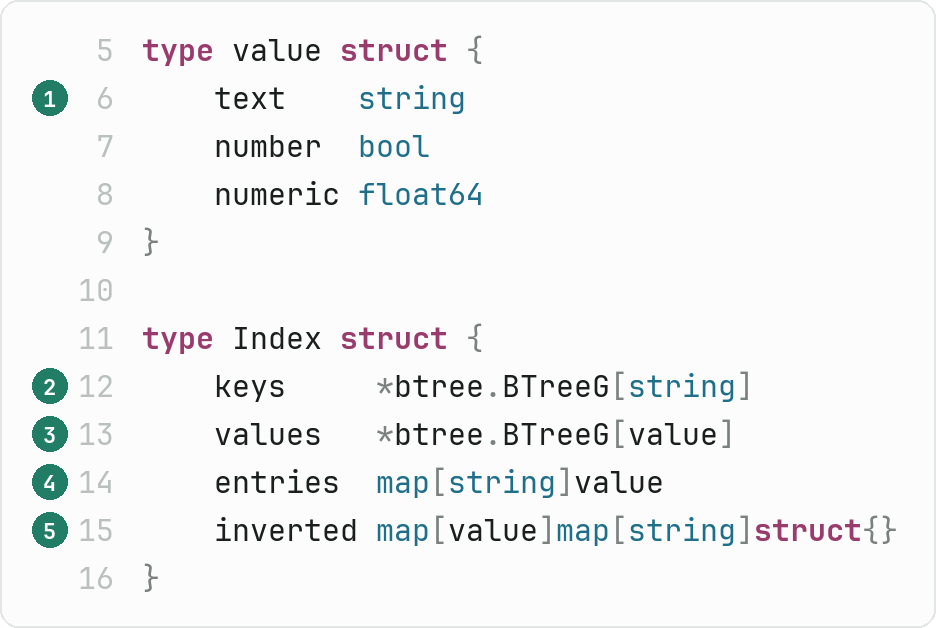 5 type value struct {
1 6 text string
7 number bool
8 numeric float64
9 }
10
11 type Index struct {
2 12 keys *btree.BTreeG[string]
3 13 values *btree.BTreeG[value]
4 14 entries map[string]value
5 15 inverted map[value]map[string]struct{}
16 }